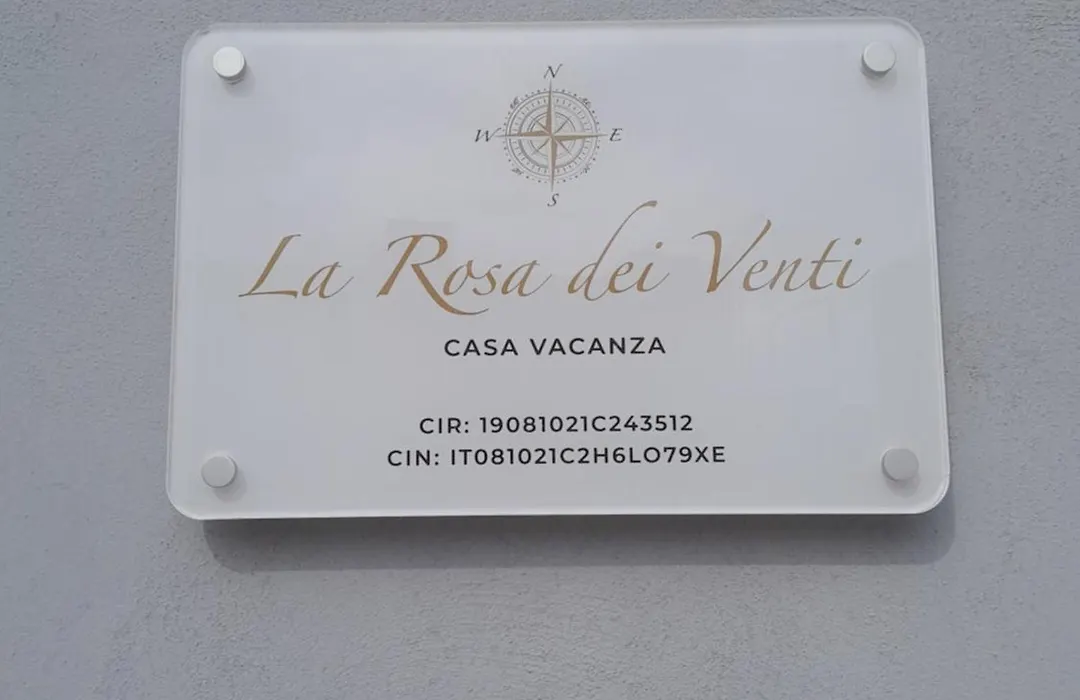 N
W E
S
La Rosa dei Venti
CASA VACANZA
CIR: 19081021C243512
CIN: IT081021C2H6LO79XE